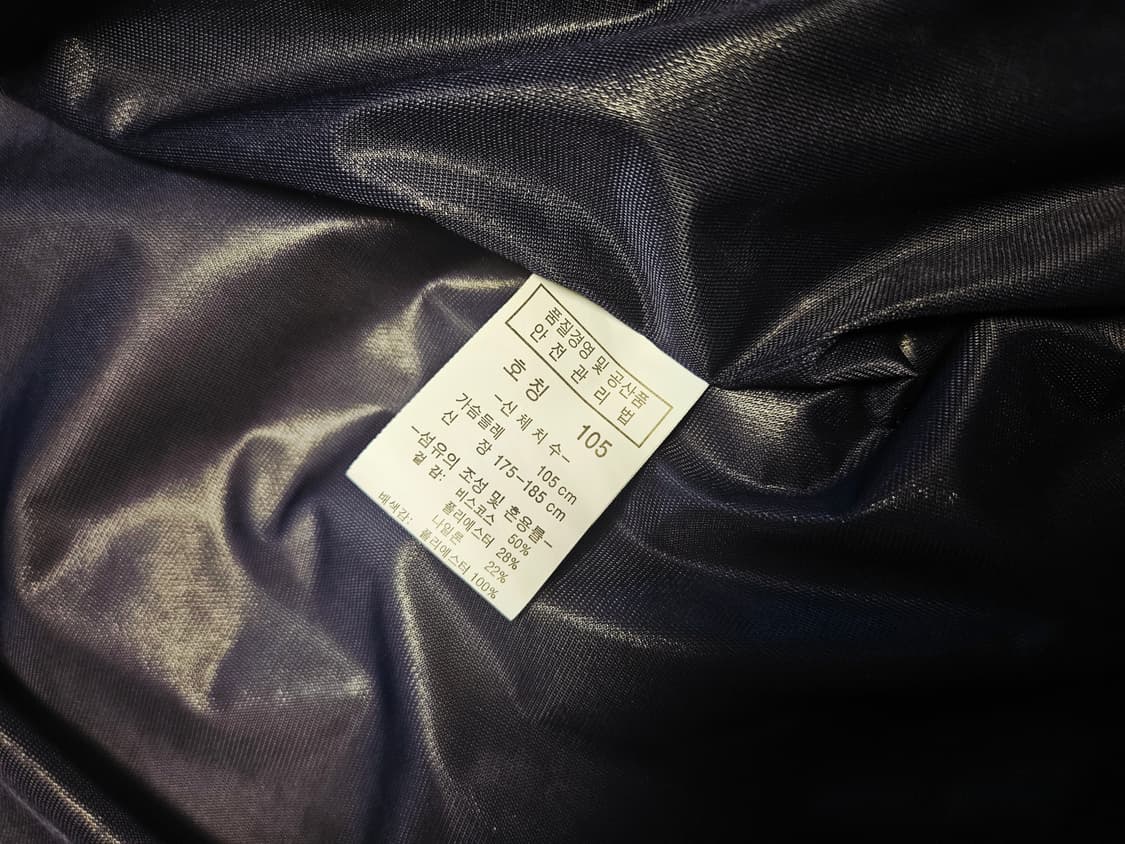 품질경영 및 공산품
안 전 관 리 법
호칭 105
-신 체 치 수-
가슴둘레 105 cm
신 장 175-185 cm
-섬유의 조성 및 혼용률-
겉 감: 비스코스 50%
폴리에스터 28%
나일론 22%
배색감: 폴리에스터 100%